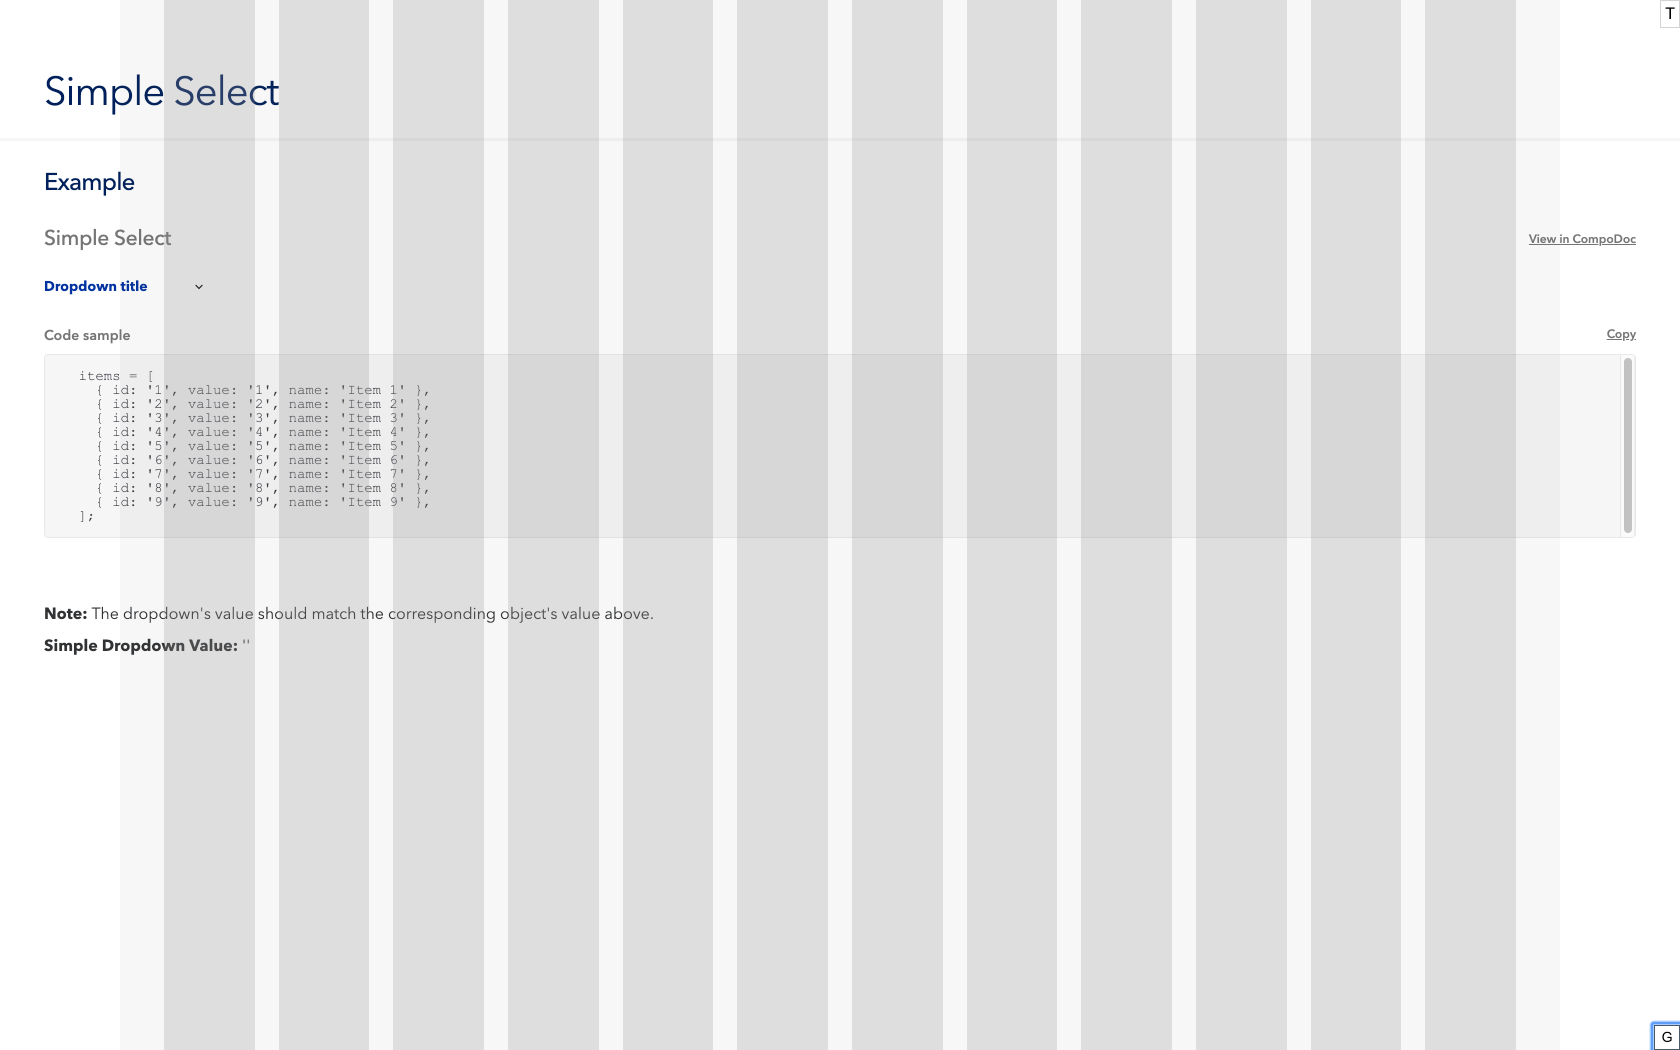 T
Simple Select
Example
Simple Select
View in CompoDoc
Dropdown title
Code sample
Copy
items = [
{ id: '1', value: '1', name: 'Item 1' },
{ id: '2', value: '2', name: 'Item 2' },
{ id: '3', value: '3', name: 'Item 3' },
{ id: '4', value: '4', name: 'Item 4' },
{ id: '5', value: '5', name: 'Item 5' },
{ id: '6', value: '6', name: 'Item 6' },
{ id: '7', value: '7', name: 'Item 7' },
{ id: '8', value: '8', name: 'Item 8' },
{ id: '9', value: '9', name: 'Item 9' },
];
Note: The dropdown's value should match the corresponding object's value above.
Simple Dropdown Value: ''
G